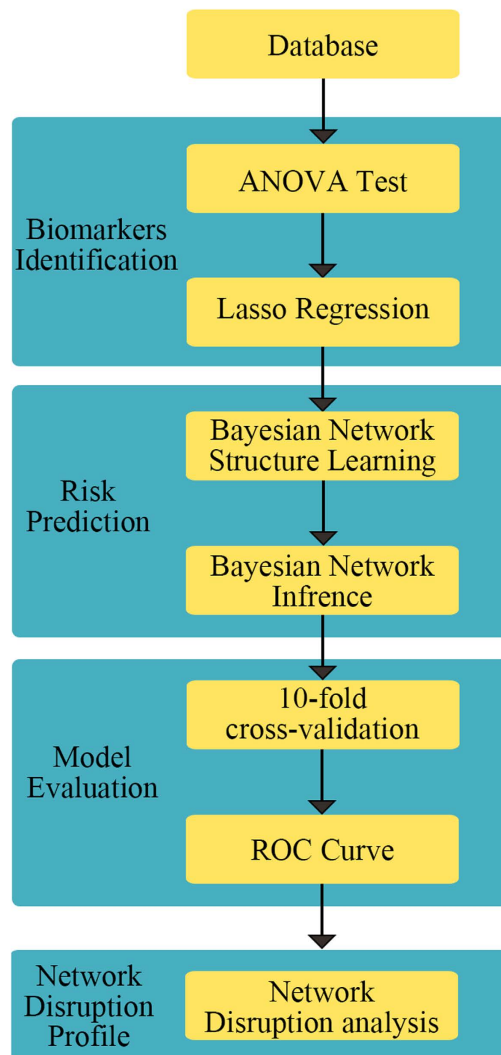 Database
ANOVA Test
Biomarkers
Identification
Lasso Regression
Bayesian Network
Structure Learning
Risk
Prediction
Bayesian Network
Infrence
10-fold
cross-validation
Model
Evaluation
ROC Curve
Network
Disruption
Profile
Network
Disruption analysis